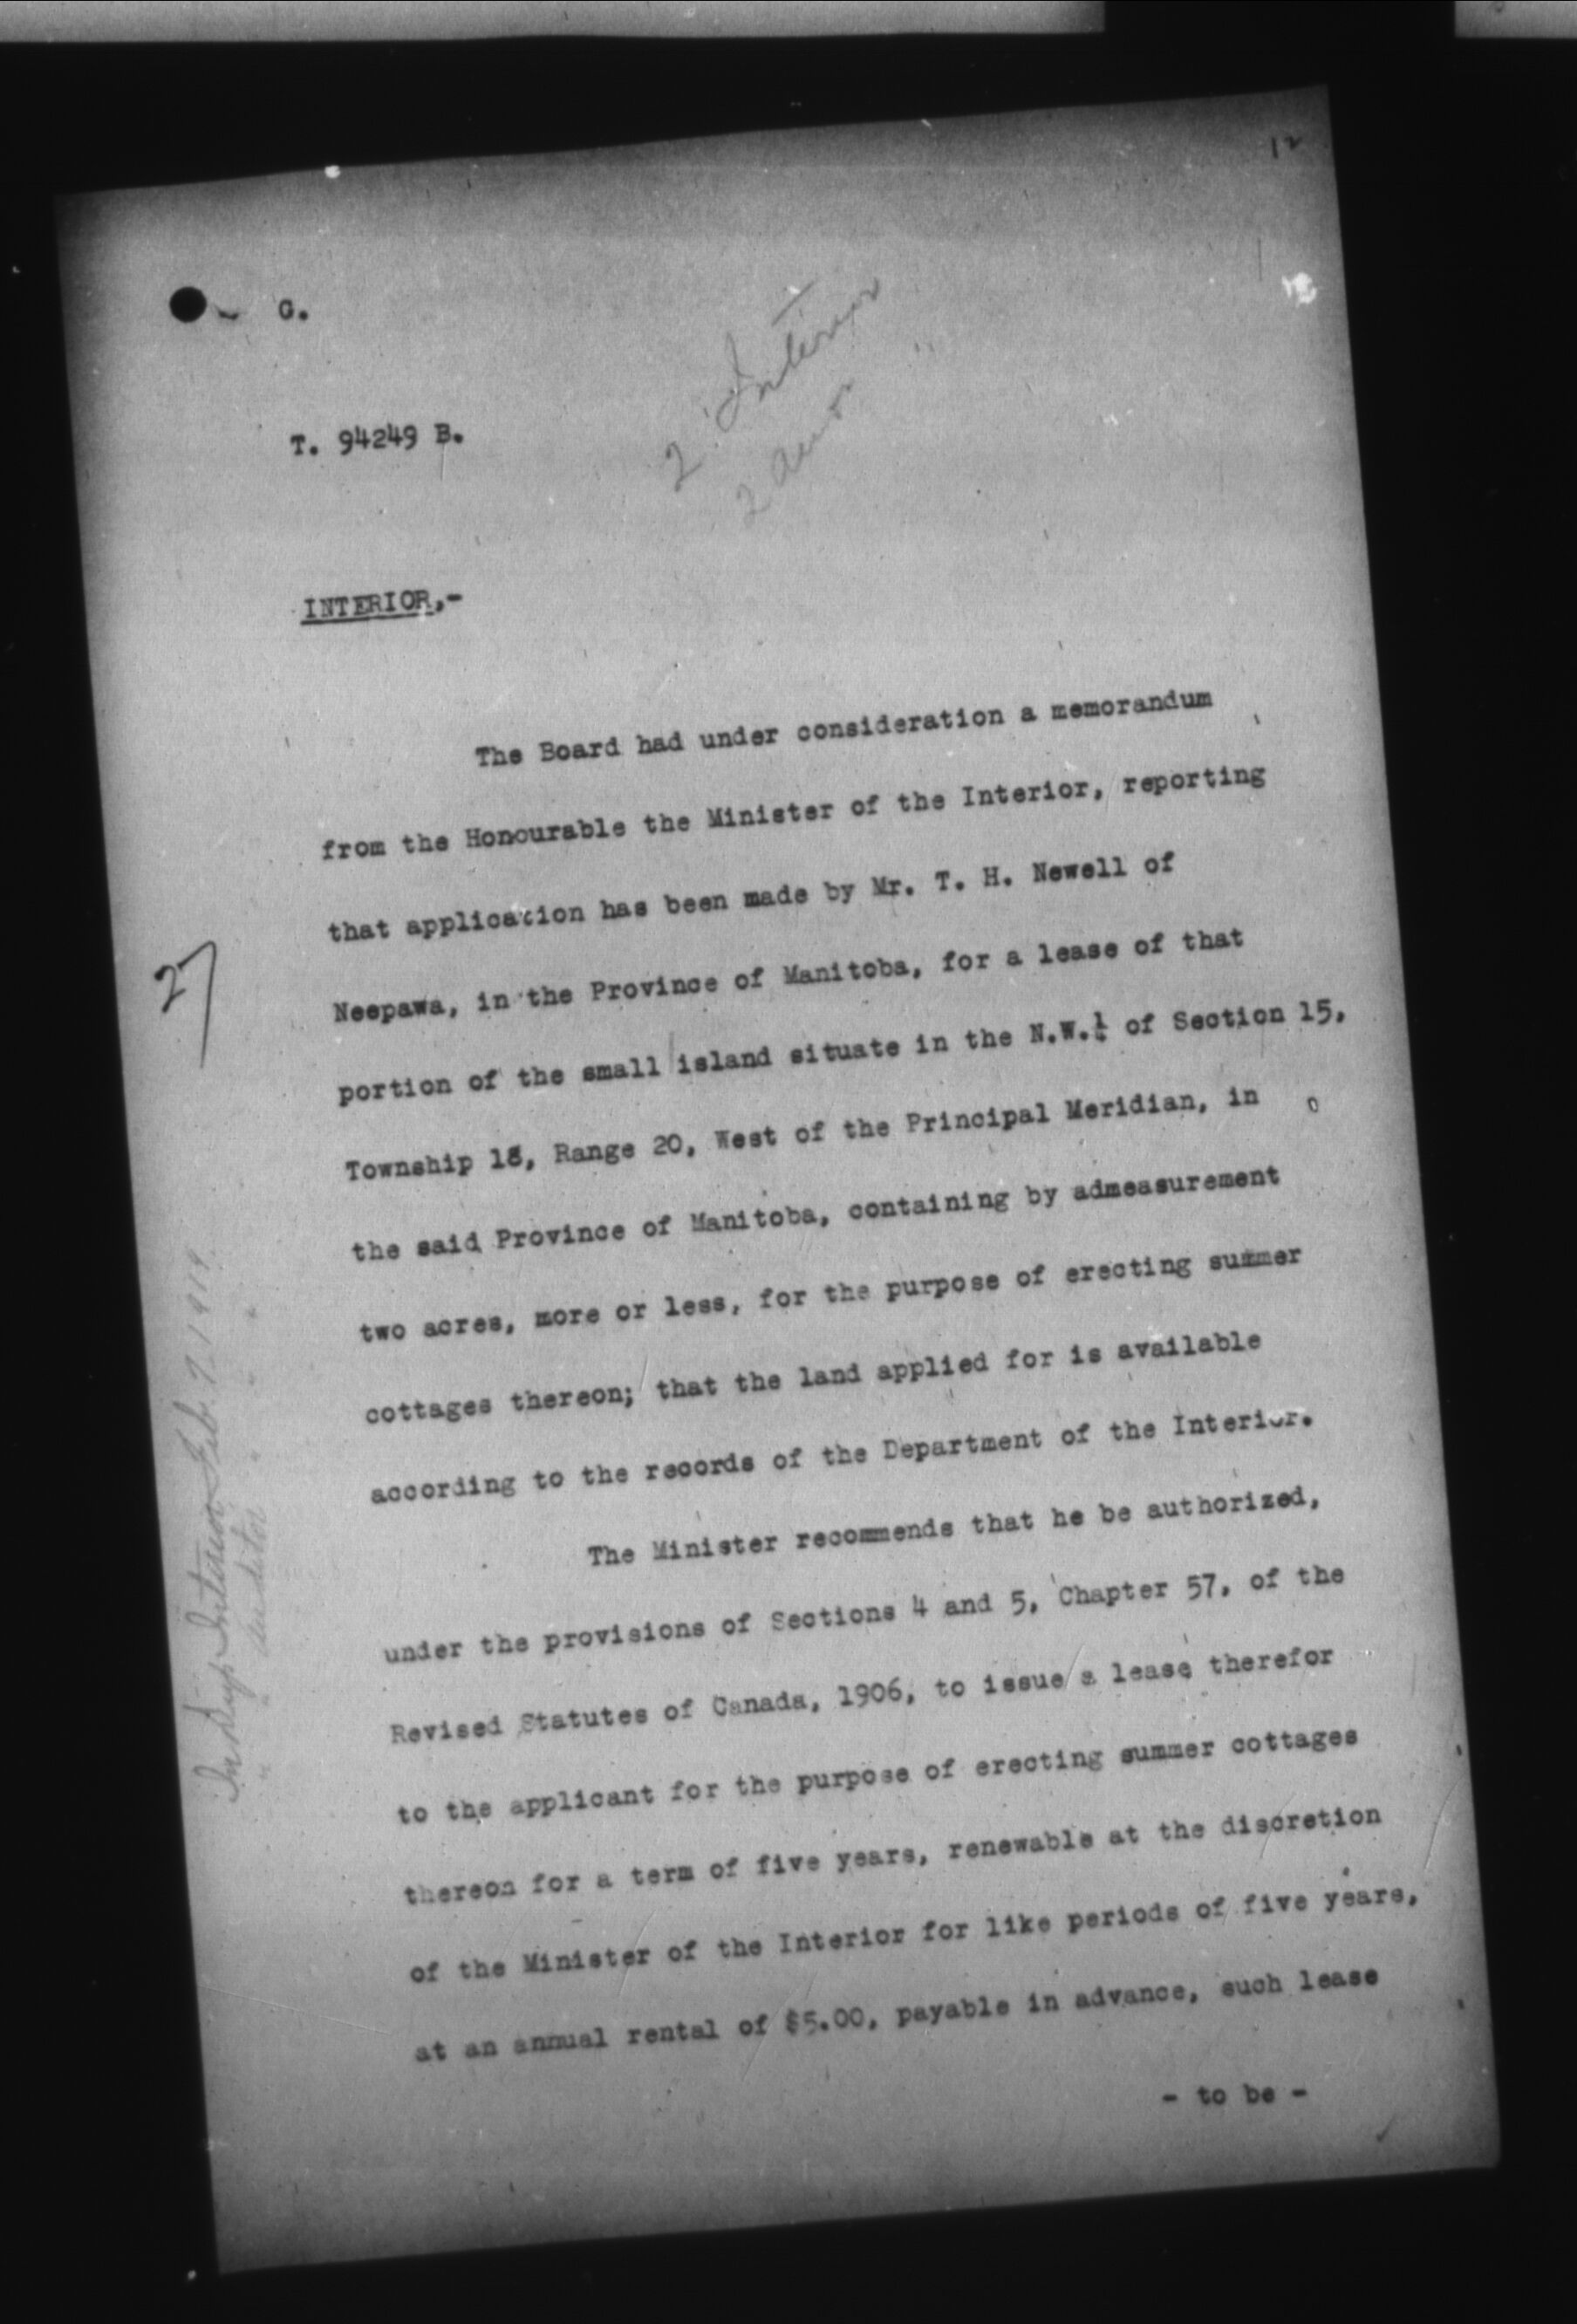 12
G.
2 Interior
2 Aud
T. 94249 B.
INTERIOR,-
The Board had under consideration a memorandum
from the Honourable the Minister of the Interior, reporting
that application has been made by Mr. T. H. Newell of
27
Neepawa, in the Province of Manitoba, for a lease of that
portion of the small island situate in the N.W.¼ of Section 15,
Township 18, Range 20, West of the Principal Meridian, in
the said Province of Manitoba, containing by admeasurement
two acres, more or less, for the purpose of erecting summer
cottages thereon; that the land applied for is available
according to the records of the Department of the Interior.
The Minister recommends that he be authorized,
under the provisions of Sections 4 and 5, Chapter 57, of the
Revised Statutes of Canada, 1906, to issue a lease therefor
to the applicant for the purpose of erecting summer cottages
thereon for a term of five years, renewable at the discretion
of the Minister of the Interior for like periods of five years,
at an annual rental of $5.00, payable in advance, such lease
- to be -
Interior Feb. 1914.
" " Auditor " " "